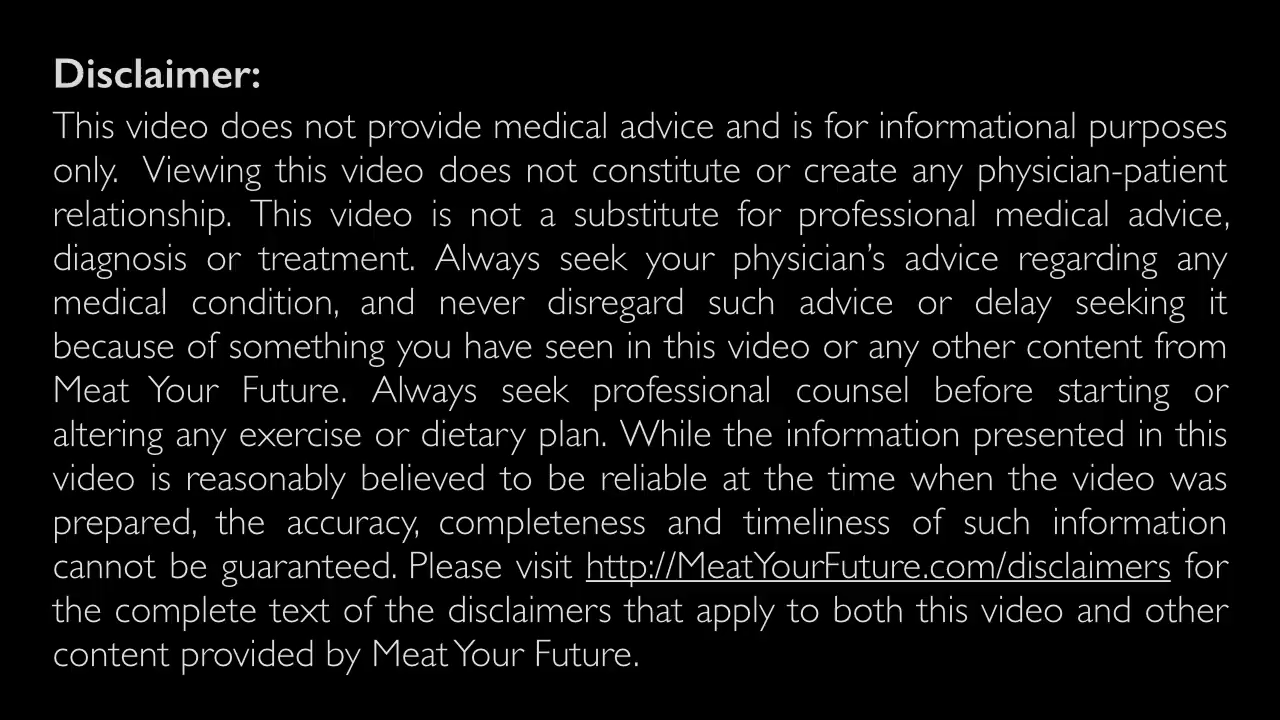 Disclaimer:
This video does not provide medical advice and is for informational purposes
only. Viewing this video does not constitute or create any physician-patient
relationship. This video is not a substitute for professional medical advice,
diagnosis or treatment. Always seek your physician’s advice regarding any
medical condition, and never disregard such advice or delay seeking it
because of something you have seen in this video or any other content from
Meat Your Future. Always seek professional counsel before starting or
altering any exercise or dietary plan. While the information presented in this
video is reasonably believed to be reliable at the time when the video was
prepared, the accuracy, completeness and timeliness of such information
cannot be guaranteed. Please visit http://MeatYourFuture.com/disclaimers for
the complete text of the disclaimers that apply to both this video and other
content provided by Meat Your Future.